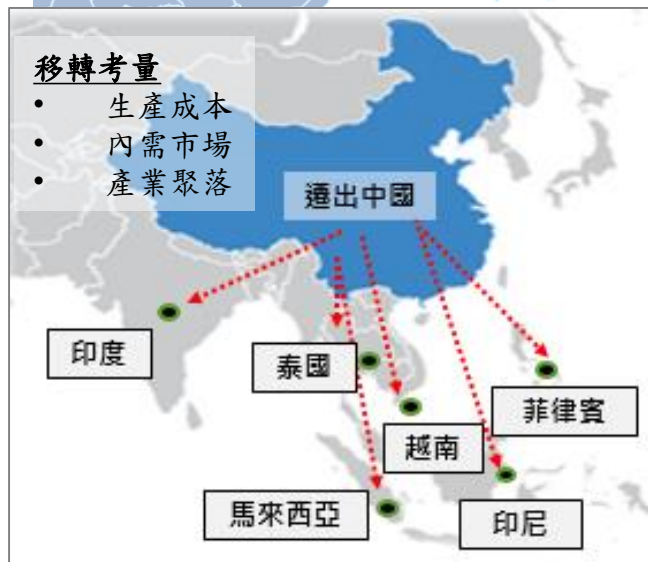 移轉考量
• 生產成本
• 內需市場
• 產業聚落
遷出中國
印度
泰國
菲律賓
越南
馬來西亞
印尼